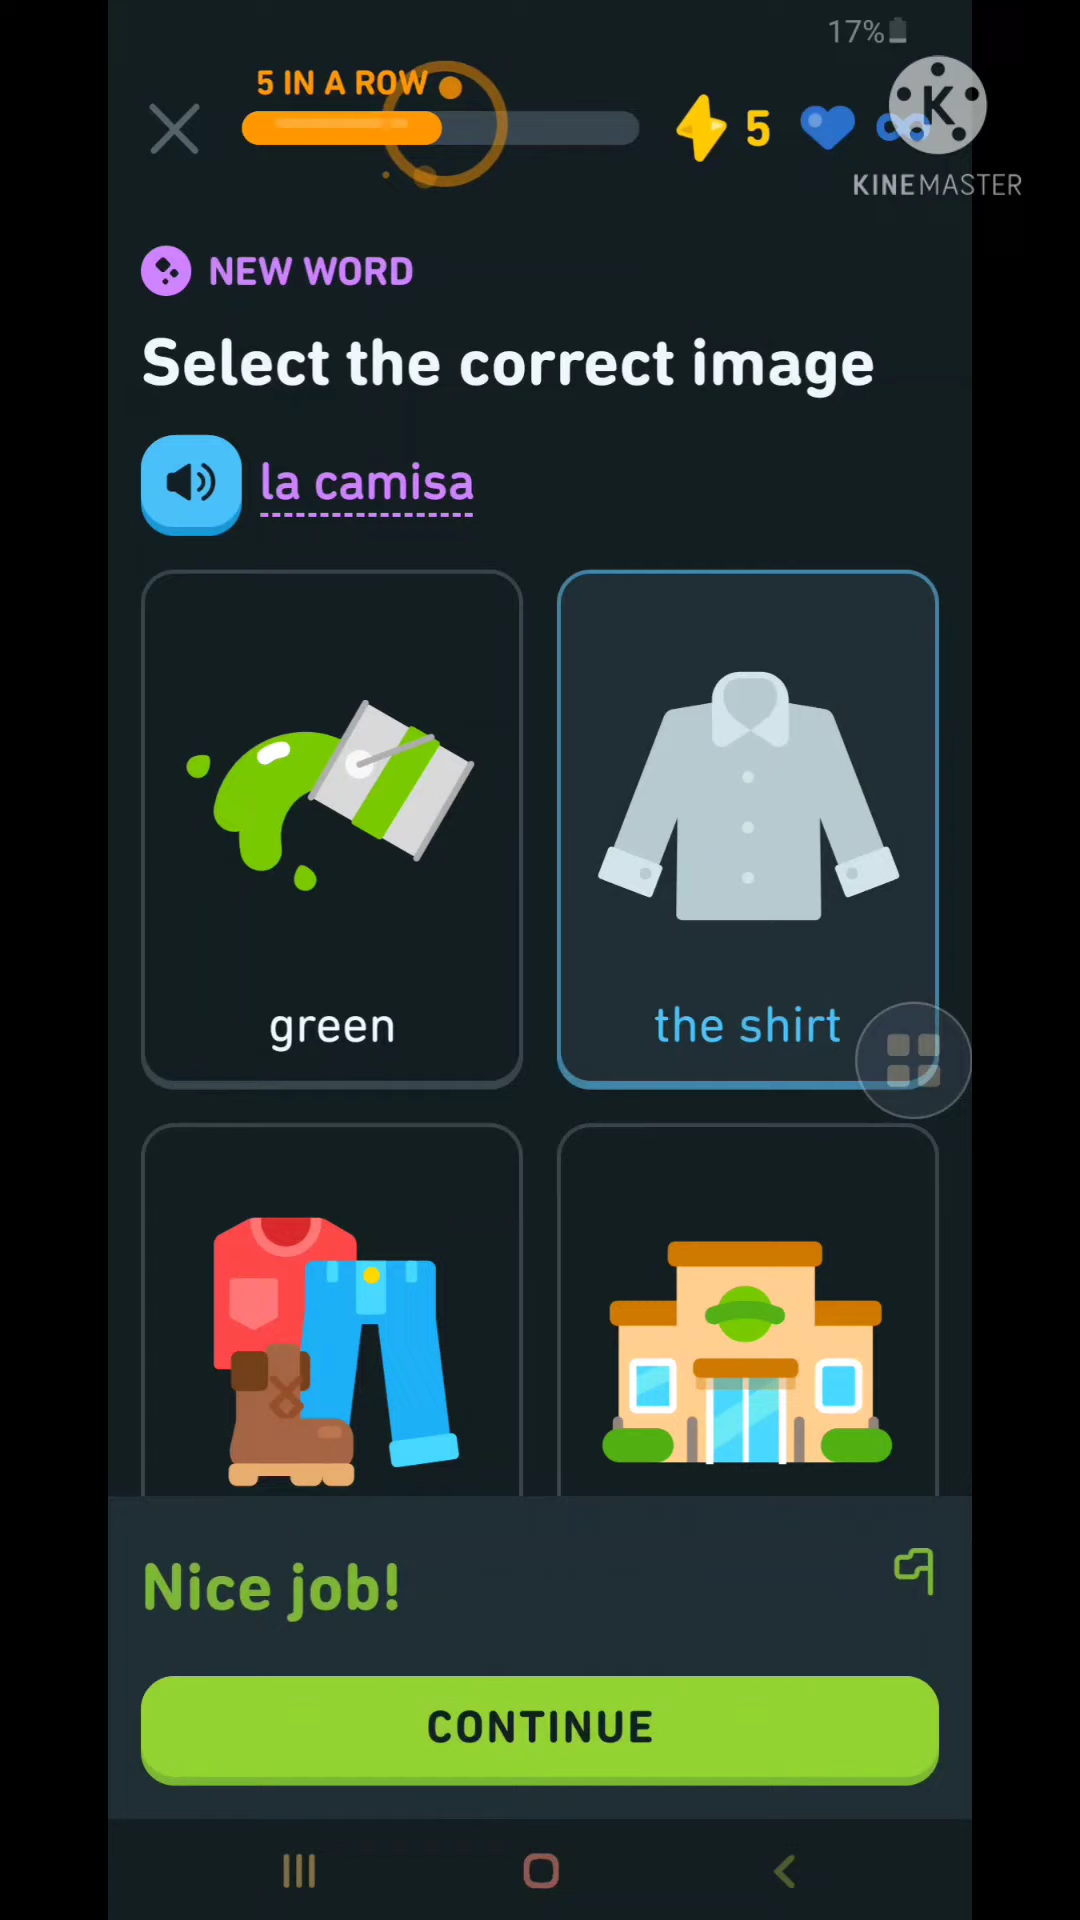 17%
5 IN A ROW
5
K
KINEMASTER
NEW WORD
Select the correct image
la camisa
green
the shirt
Nice job!
CONTINUE